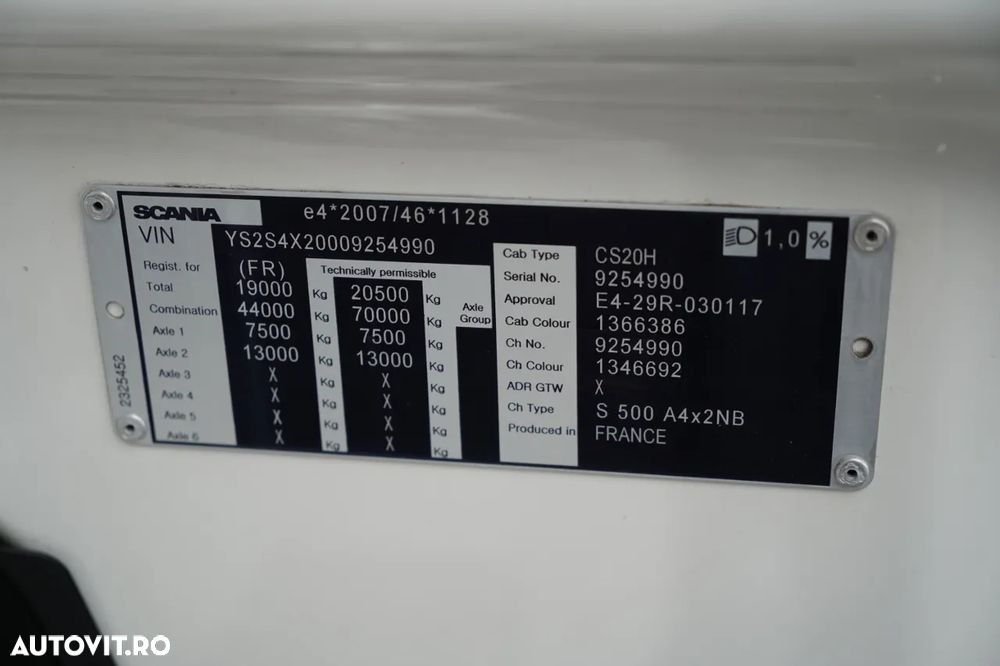 SCANIA e4*2007/46*1128
VIN YS2S4X20009254990
1,0 %
Regist. for (FR) Technically permissible
Total 19000 Kg 20500 Kg Axle Group
Combination 44000 Kg 70000 Kg
Axle 1 7500 Kg 7500 Kg
Axle 2 13000 Kg 13000 Kg
Axle 3 X Kg X Kg
Axle 4 X Kg X Kg
Axle 5 X Kg X Kg
Axle 6 X Kg X Kg
Cab Type CS20H
Serial No. 9254990
Approval E4-29R-030117
Cab Colour 1366386
Ch No. 9254990
Ch Colour 1346692
ADR GTW X
Ch Type S 500 A4x2NB
Produced in FRANCE
2325452
AUTOVIT.RO